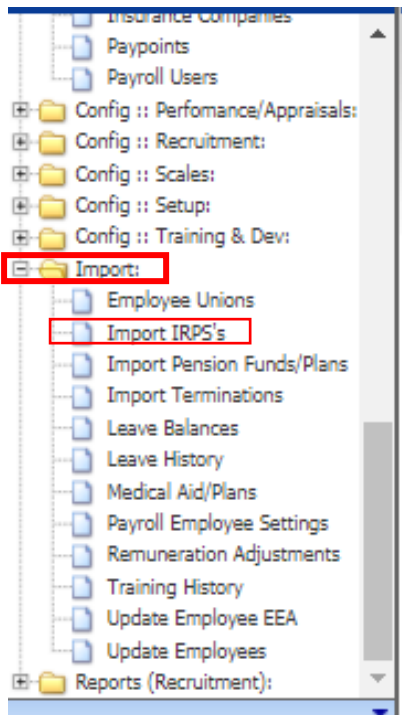 Insurance Companies
Paypoints
Payroll Users
Config :: Perfomance/Appraisals:
Config :: Recruitment:
Config :: Scales:
Config :: Setup:
Config :: Training & Dev:
Import:
Employee Unions
Import IRPS's
Import Pension Funds/Plans
Import Terminations
Leave Balances
Leave History
Medical Aid/Plans
Payroll Employee Settings
Remuneration Adjustments
Training History
Update Employee EEA
Update Employees
Reports (Recruitment):